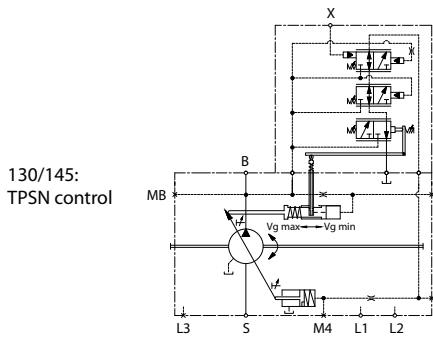 X
130/145:
TPSN control
B
MB
Vg max
Vg min
L3
S
M4
L1
L2